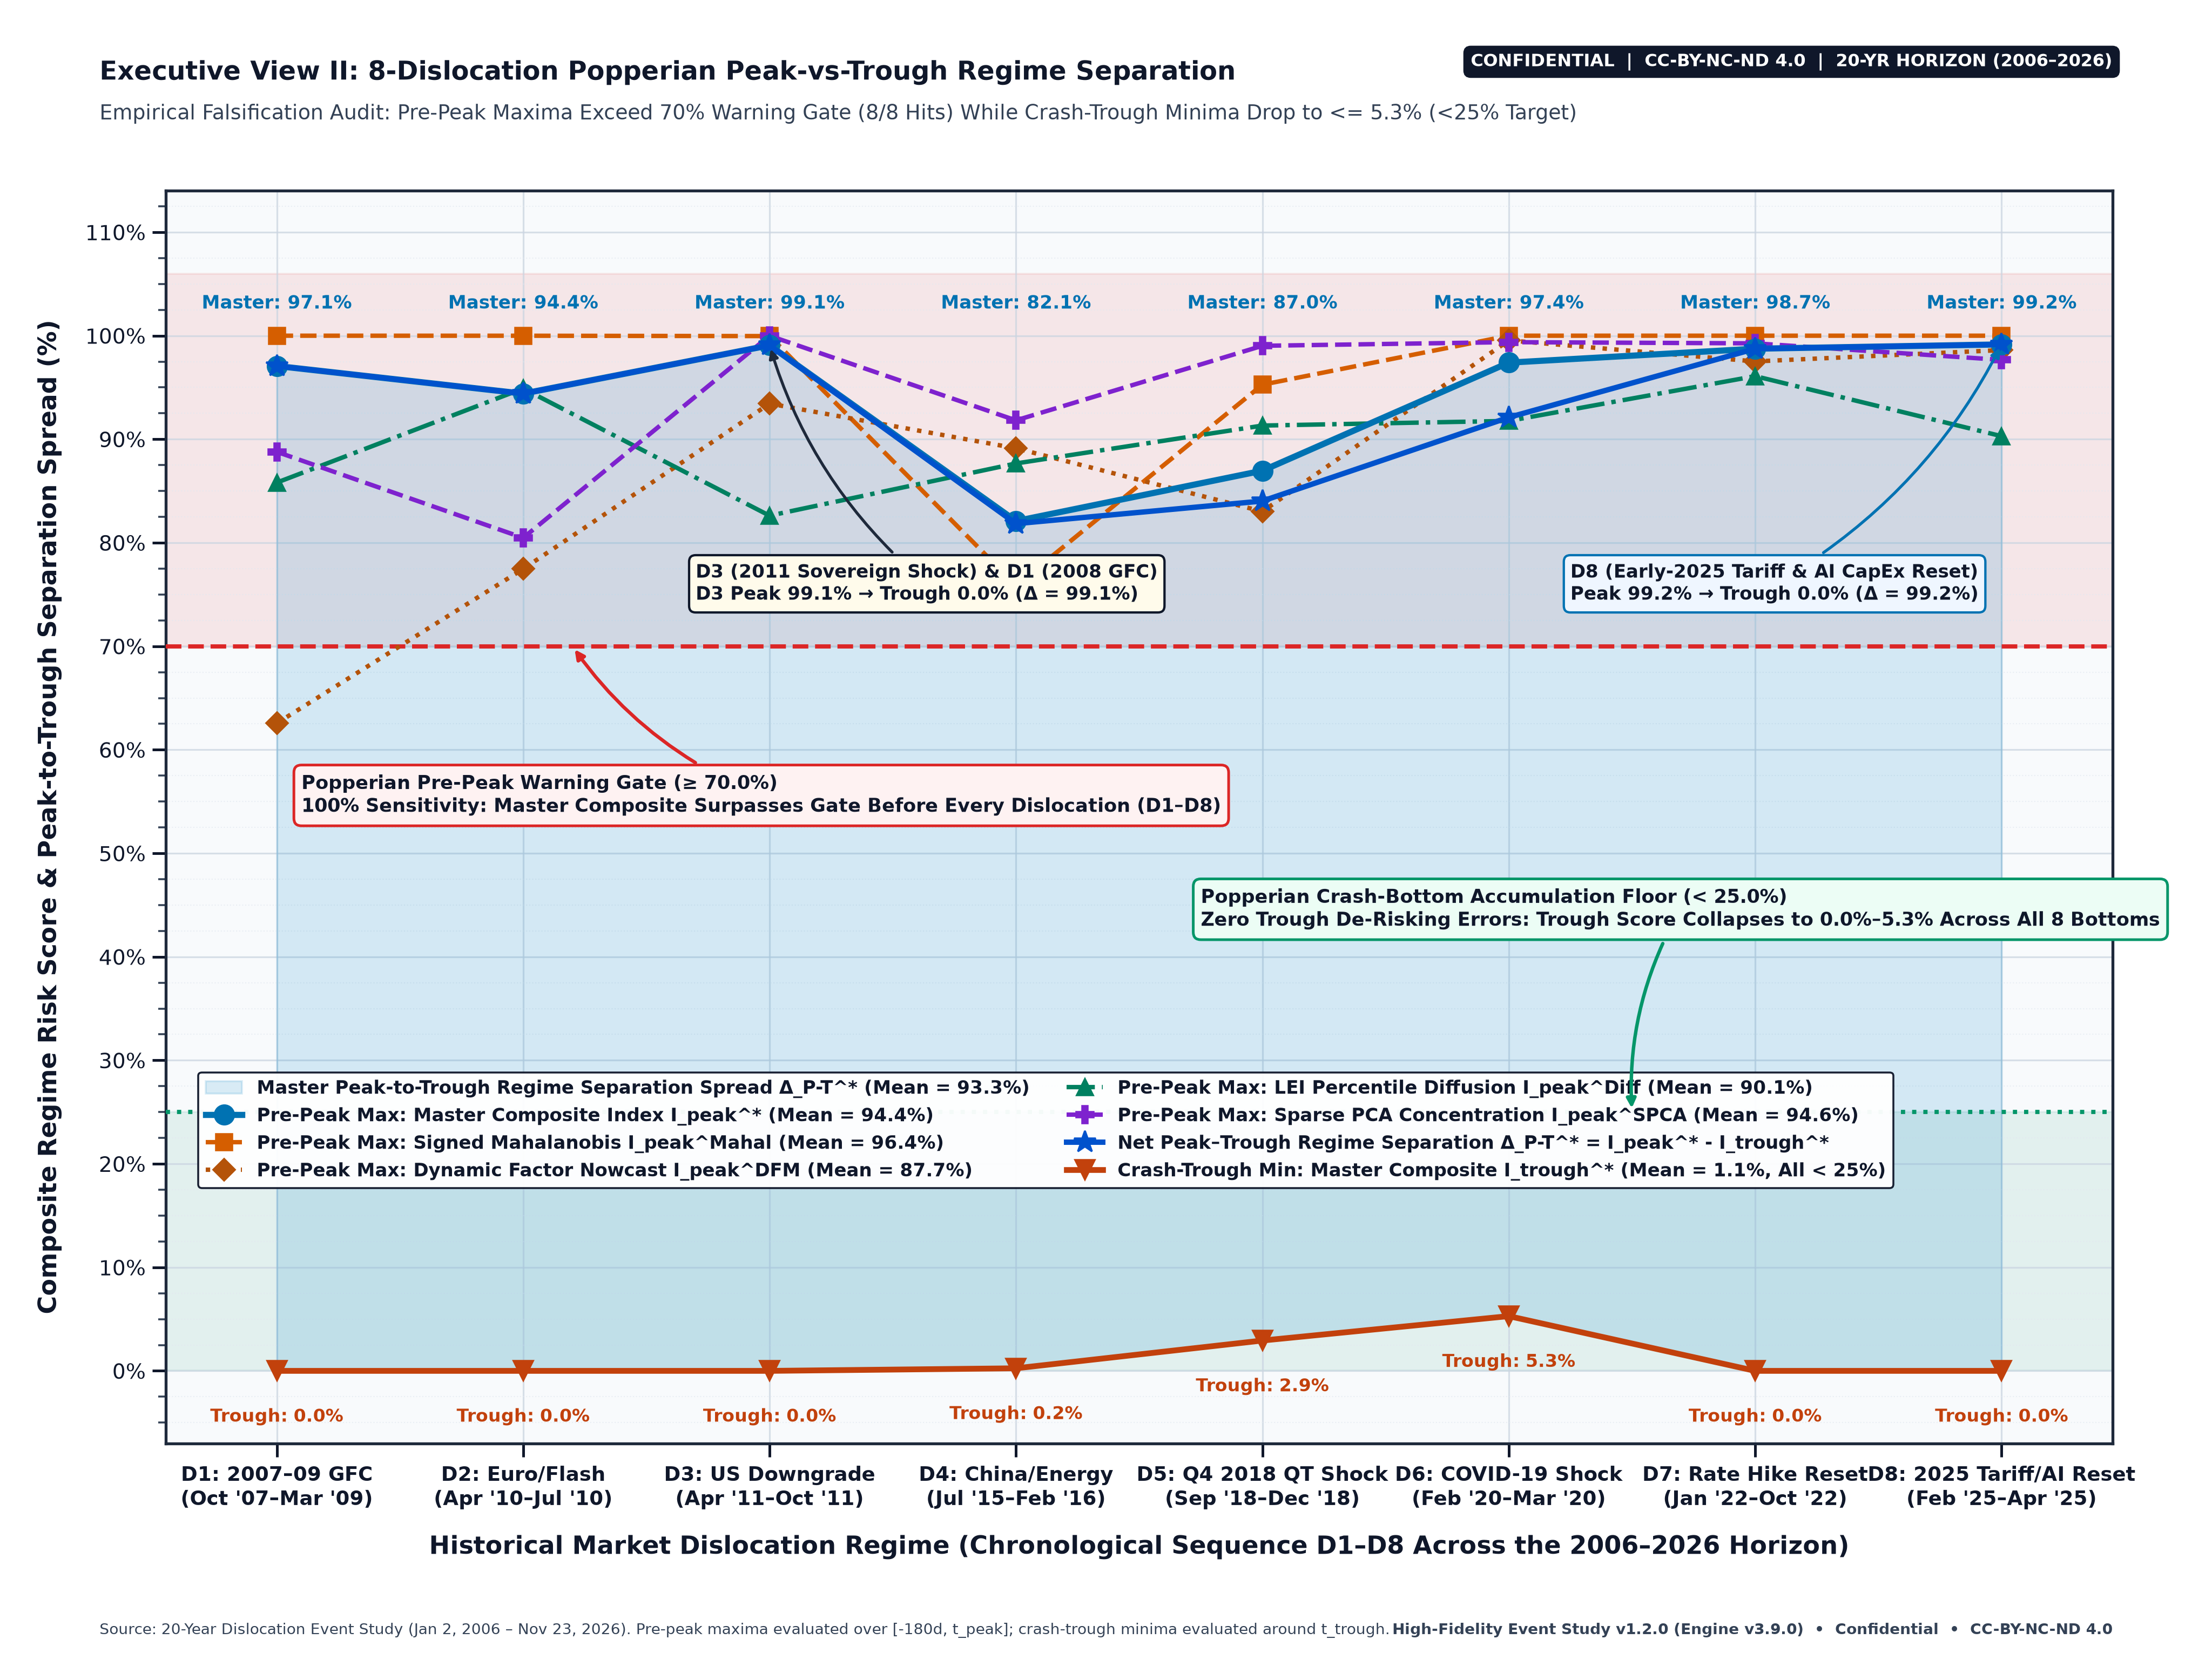 Executive View II: 8-Dislocation Popperian Peak-vs-Trough Regime Separation
CONFIDENTIAL | CC-BY-NC-ND 4.0 | 20-YR HORIZON (2006–2026)
Empirical Falsification Audit: Pre-Peak Maxima Exceed 70% Warning Gate (8/8 Hits) While Crash-Trough Minima Drop to <= 5.3% (<25% Target)
Composite Regime Risk Score & Peak-to-Trough Separation Spread (%)
110%
100%
90%
80%
70%
60%
50%
40%
30%
20%
10%
0%
Master: 97.1%
Master: 94.4%
Master: 99.1%
Master: 82.1%
Master: 87.0%
Master: 97.4%
Master: 98.7%
Master: 99.2%
D3 (2011 Sovereign Shock) & D1 (2008 GFC)
D3 Peak 99.1% → Trough 0.0% (Δ = 99.1%)
D8 (Early-2025 Tariff & AI CapEx Reset)
Peak 99.2% → Trough 0.0% (Δ = 99.2%)
Popperian Pre-Peak Warning Gate (≥ 70.0%)
100% Sensitivity: Master Composite Surpasses Gate Before Every Dislocation (D1–D8)
Popperian Crash-Bottom Accumulation Floor (< 25.0%)
Zero Trough De-Risking Errors: Trough Score Collapses to 0.0%–5.3% Across All 8 Bottoms
Master Peak-to-Trough Regime Separation Spread Δ_P-T^* (Mean = 93.3%)
Pre-Peak Max: Master Composite Index I_peak^* (Mean = 94.4%)
Pre-Peak Max: Signed Mahalanobis I_peak^Mahal (Mean = 96.4%)
Pre-Peak Max: Dynamic Factor Nowcast I_peak^DFM (Mean = 87.7%)
Pre-Peak Max: LEI Percentile Diffusion I_peak^Diff (Mean = 90.1%)
Pre-Peak Max: Sparse PCA Concentration I_peak^SPCA (Mean = 94.6%)
Net Peak–Trough Regime Separation Δ_P-T^* = I_peak^* - I_trough^*
Crash-Trough Min: Master Composite I_trough^* (Mean = 1.1%, All < 25%)
Trough: 0.0%
Trough: 0.0%
Trough: 0.0%
Trough: 0.2%
Trough: 2.9%
Trough: 5.3%
Trough: 0.0%
Trough: 0.0%
D1: 2007–09 GFC
(Oct '07–Mar '09)
D2: Euro/Flash
(Apr '10–Jul '10)
D3: US Downgrade
(Apr '11–Oct '11)
D4: China/Energy
(Jul '15–Feb '16)
D5: Q4 2018 QT Shock
(Sep '18–Dec '18)
D6: COVID-19 Shock
(Feb '20–Mar '20)
D7: Rate Hike Reset
(Jan '22–Oct '22)
D8: 2025 Tariff/AI Reset
(Feb '25–Apr '25)
Historical Market Dislocation Regime (Chronological Sequence D1–D8 Across the 2006–2026 Horizon)
Source: 20-Year Dislocation Event Study (Jan 2, 2006 – Nov 23, 2026). Pre-peak maxima evaluated over [-180d, t_peak]; crash-trough minima evaluated around t_trough.
High-Fidelity Event Study v1.2.0 (Engine v3.9.0) • Confidential • CC-BY-NC-ND 4.0